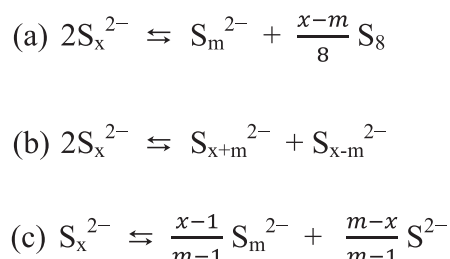 (a) 2Sₓ²⁻ ⇆ Sₘ²⁻ + x−m/8 S₈
(b) 2Sₓ²⁻ ⇆ Sₓ₊ₘ²⁻ + Sₓ₋ₘ²⁻
(c) Sₓ²⁻ ⇆ x−1/m−1 Sₘ²⁻ + m−x/m−1 S²⁻